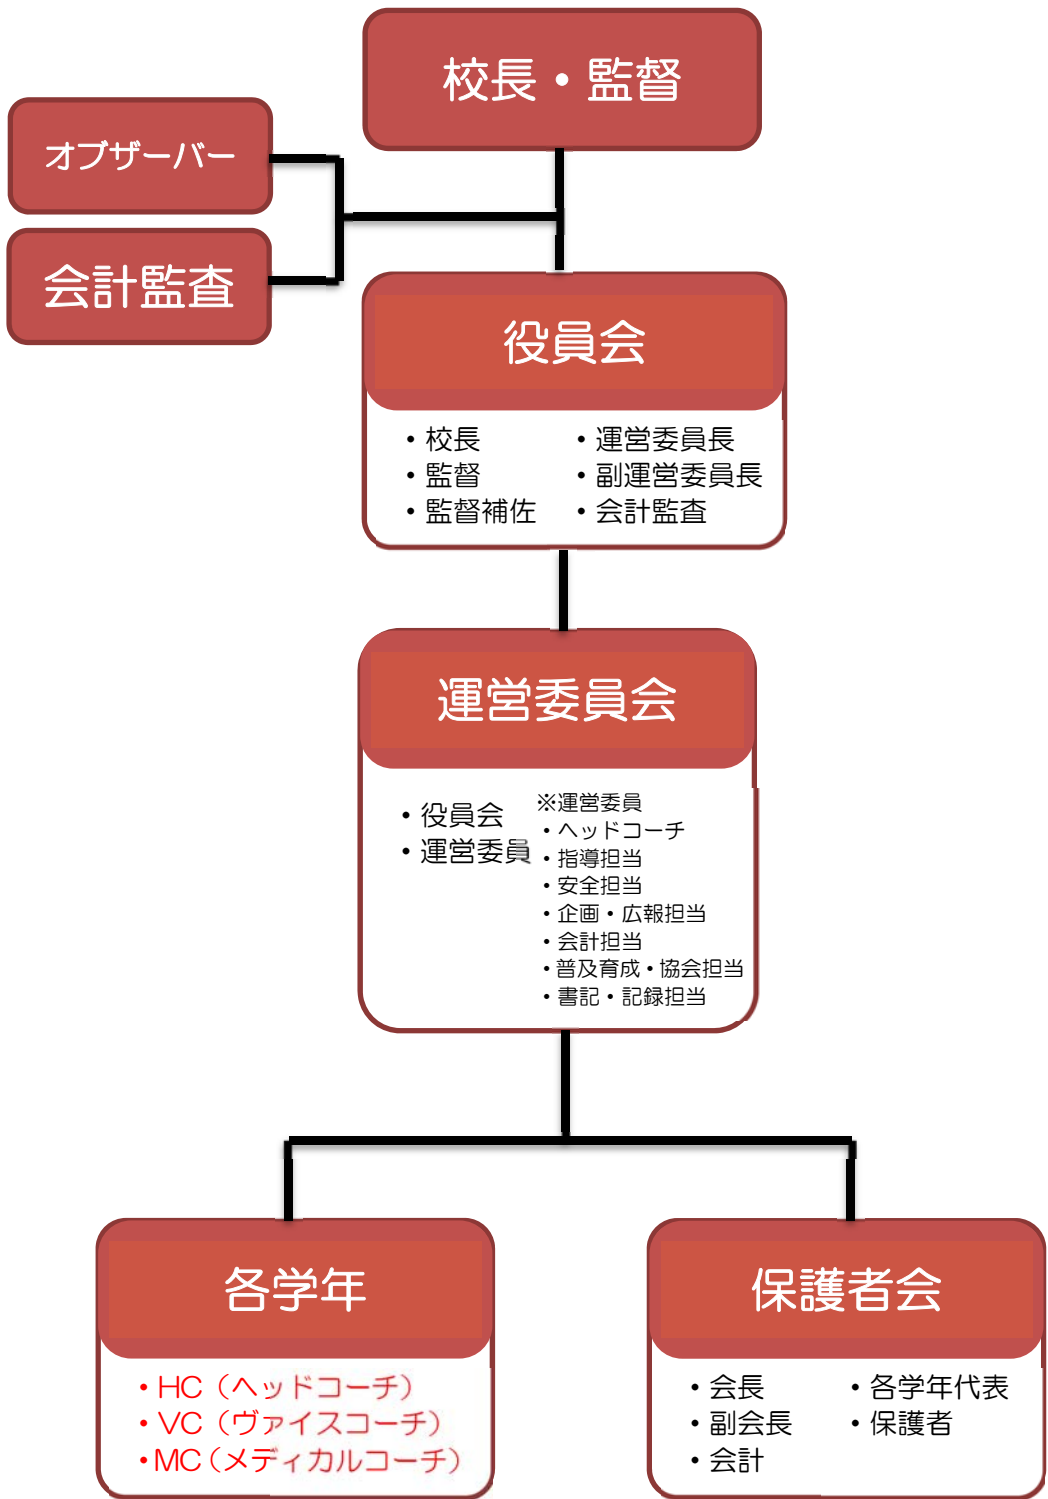 校長・監督
オブザーバー
会計監査
役員会
・校長
・監督
・監督補佐
・運営委員長
・副運営委員長
・会計監査
運営委員会
・役員会
・運営委員
※運営委員
・ヘッドコーチ
・指導担当
・安全担当
・企画・広報担当
・会計担当
・普及育成・協会担当
・書記・記録担当
各学年
・HC（ヘッドコーチ）
・VC（ヴァイスコーチ）
・MC（メディカルコーチ）
保護者会
・会長
・副会長
・会計
・各学年代表
・保護者